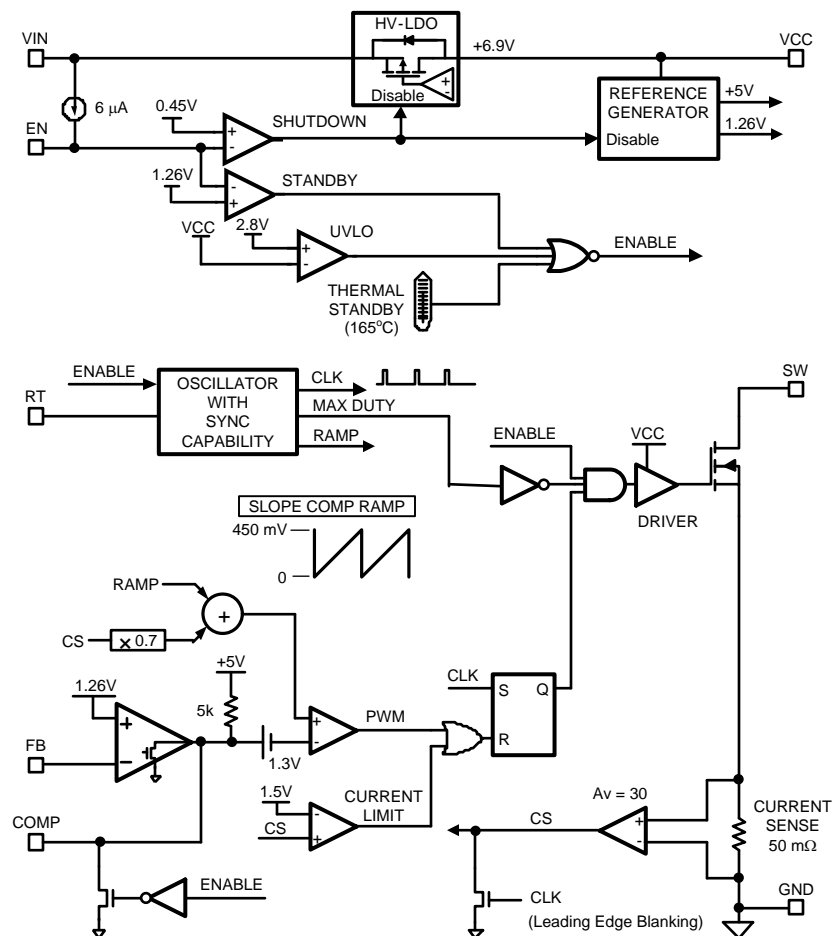 HV-LDO
VIN
+6.9V
VCC
Disable
+
-
6 μA
0.45V
SHUTDOWN
REFERENCE
GENERATOR
Disable
+5V
1.26V
EN
+
-
1.26V
STANDBY
-
+
VCC
2.8V
UVLO
+
-
ENABLE
THERMAL
STANDBY
(165°C)
ENABLE
RT
OSCILLATOR
WITH
SYNC
CAPABILITY
CLK
MAX DUTY
RAMP
SW
ENABLE
VCC
DRIVER
SLOPE COMP RAMP
450 mV
0
RAMP
+
CS
× 0.7
+5V
5k
1.26V
+
-
FB
1.3V
+
-
PWM
CLK
S
Q
R
COMP
1.5V
-
CS
+
CURRENT
LIMIT
Av = 30
CS
+
-
CURRENT
SENSE
50 mΩ
ENABLE
CLK
(Leading Edge Blanking)
GND